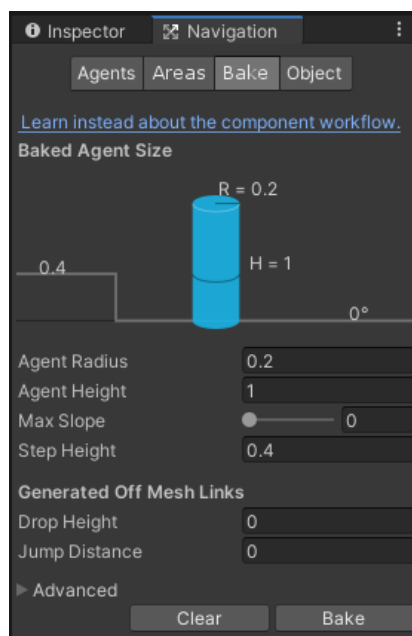 Inspector Navigation
Agents Areas Bake Object
Learn instead about the component workflow.
Baked Agent Size
R = 0.2
0.4 H = 1
0°
Agent Radius 0.2
Agent Height 1
Max Slope 0
Step Height 0.4
Generated Off Mesh Links
Drop Height 0
Jump Distance 0
Advanced
Clear Bake